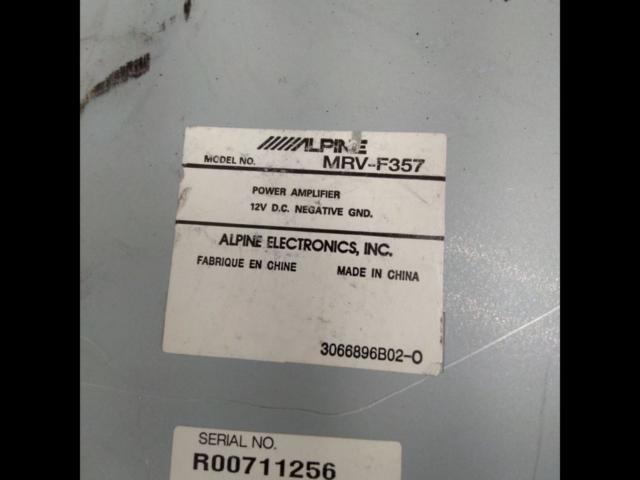 ALPINE
MODEL NO. MRV-F357
POWER AMPLIFIER
12V D.C. NEGATIVE GND.
ALPINE ELECTRONICS, INC.
FABRIQUE EN CHINE MADE IN CHINA
3066896B02-O
SERIAL NO.
R00711256